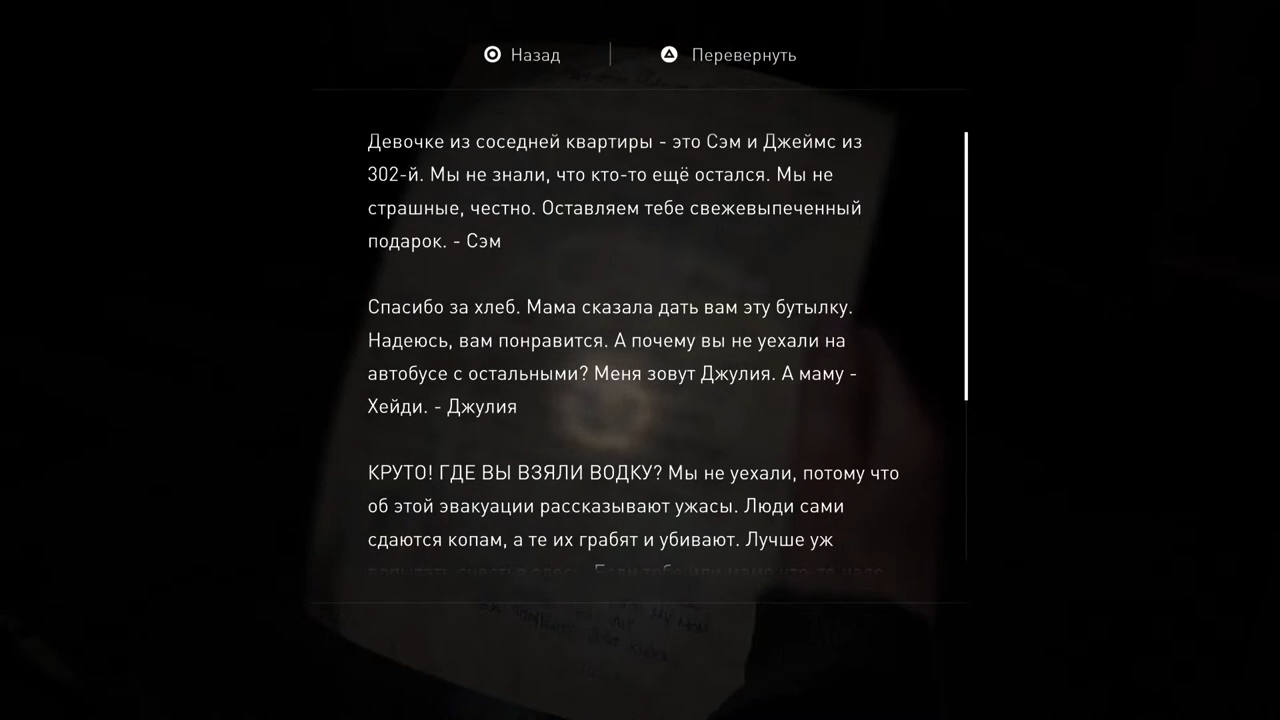 Назад
Перевернуть
Девочке из соседней квартиры - это Сэм и Джеймс из
302-й. Мы не знали, что кто-то ещё остался. Мы не
страшные, честно. Оставляем тебе свежевыпеченный
подарок. - Сэм
Спасибо за хлеб. Мама сказала дать вам эту бутылку.
Надеюсь, вам понравится. А почему вы не уехали на
автобусе с остальными? Меня зовут Джулия. А маму -
Хейди. - Джулия
КРУТО! ГДЕ ВЫ ВЗЯЛИ ВОДКУ? Мы не уехали, потому что
об этой эвакуации рассказывают ужасы. Люди сами
сдаются копам, а те их грабят и убивают. Лучше уж